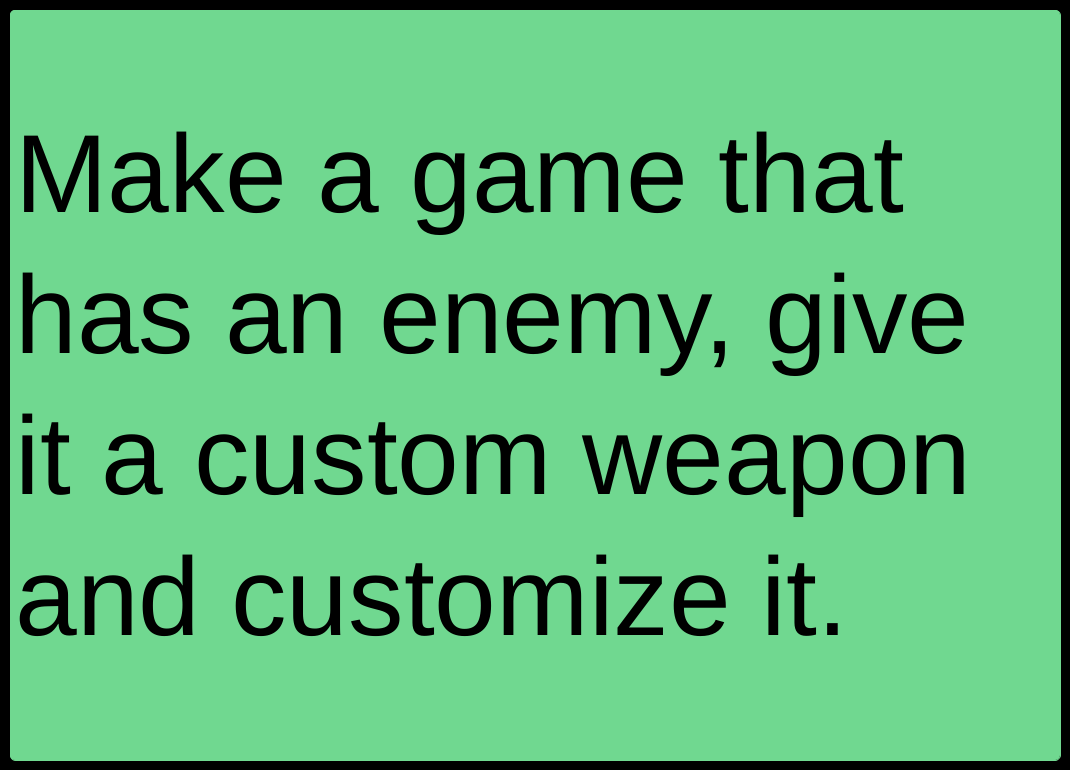 Make a game that
has an enemy, give
it a custom weapon
and customize it.